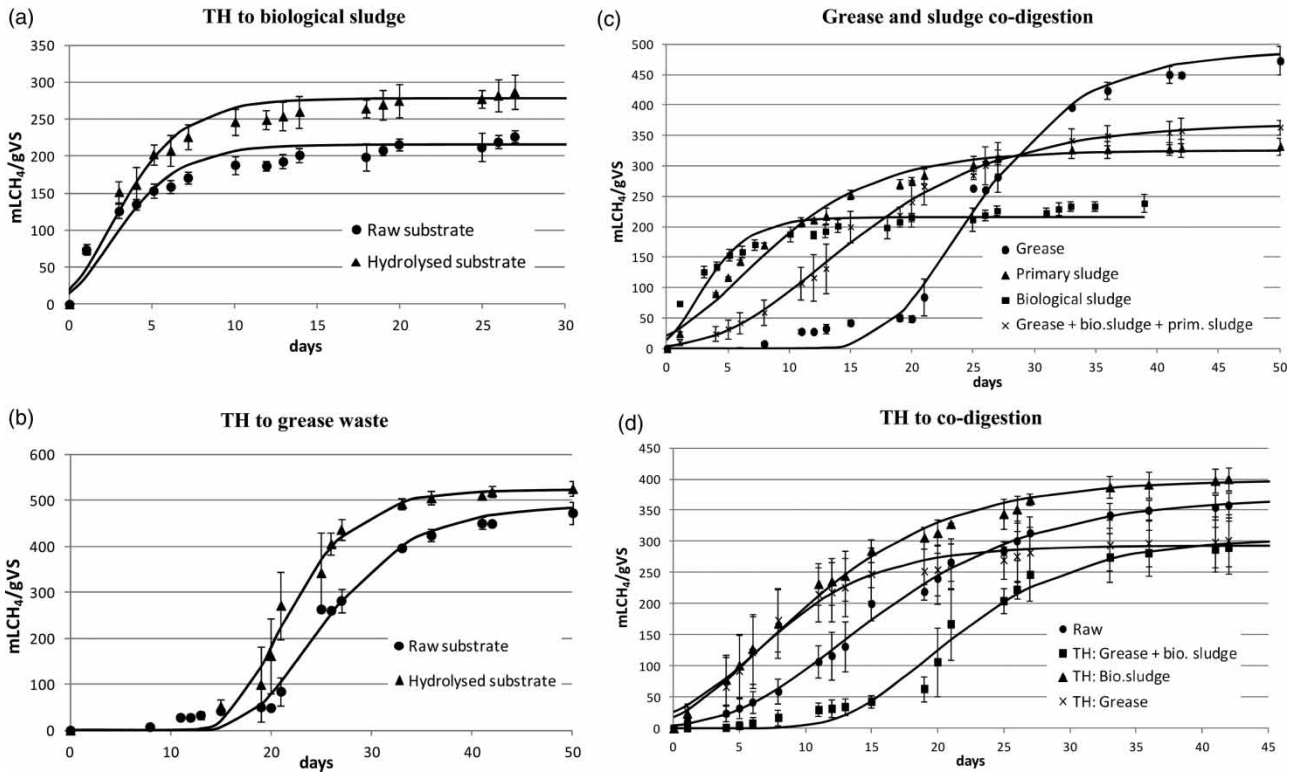 (a)
TH to biological sludge
350
300
250
200
150
100
50
0
mLCH₄/gVS
Raw substrate
Hydrolysed substrate
0 5 10 15 20 25 30
days
(c)
Grease and sludge co-digestion
500
450
400
350
300
250
200
150
100
50
0
mLCH₄/gVS
Grease
Primary sludge
Biological sludge
Grease + bio.sludge + prim. sludge
0 5 10 15 20 25 30 35 40 45 50
days
(b)
TH to grease waste
600
500
400
300
200
100
0
mLCH₄/gVS
Raw substrate
Hydrolysed substrate
0 10 20 30 40 50
days
(d)
TH to co-digestion
450
400
350
300
250
200
150
100
50
0
mLCH₄/gVS
Raw
TH: Grease + bio. sludge
TH: Bio.sludge
TH: Grease
0 5 10 15 20 25 30 35 40 45
days